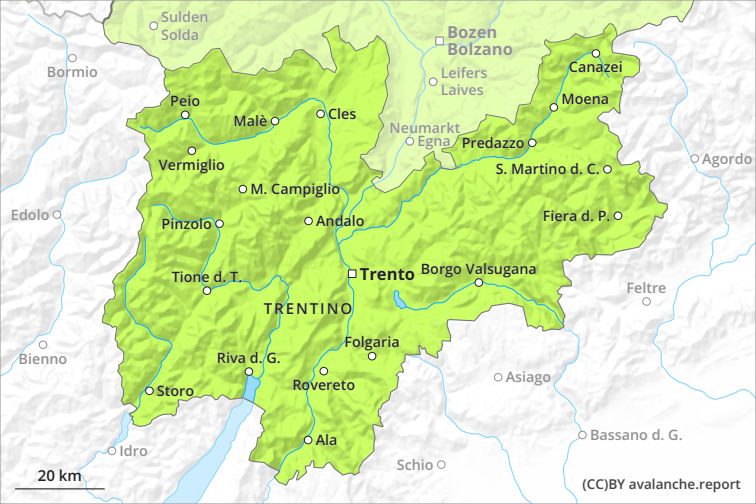 Sulden
Solda
Bozen
Bolzano
Canazei
Bormio
Leifers
Laives
Peio
Moena
Malè
Cles
Neumarkt
Egna
Predazzo
Vermiglio
Agordo
S. Martino d. C.
M. Campiglio
Edolo
Fiera d. P.
Pinzolo
Andalo
Trento
Borgo Valsugana
Tione d. T.
Feltre
TRENTINO
Folgaria
Bienno
Riva d. G.
Asiago
Rovereto
Storo
Bassano d. G.
Ala
Idro
Schio
20 km
(CC)BY avalanche.report